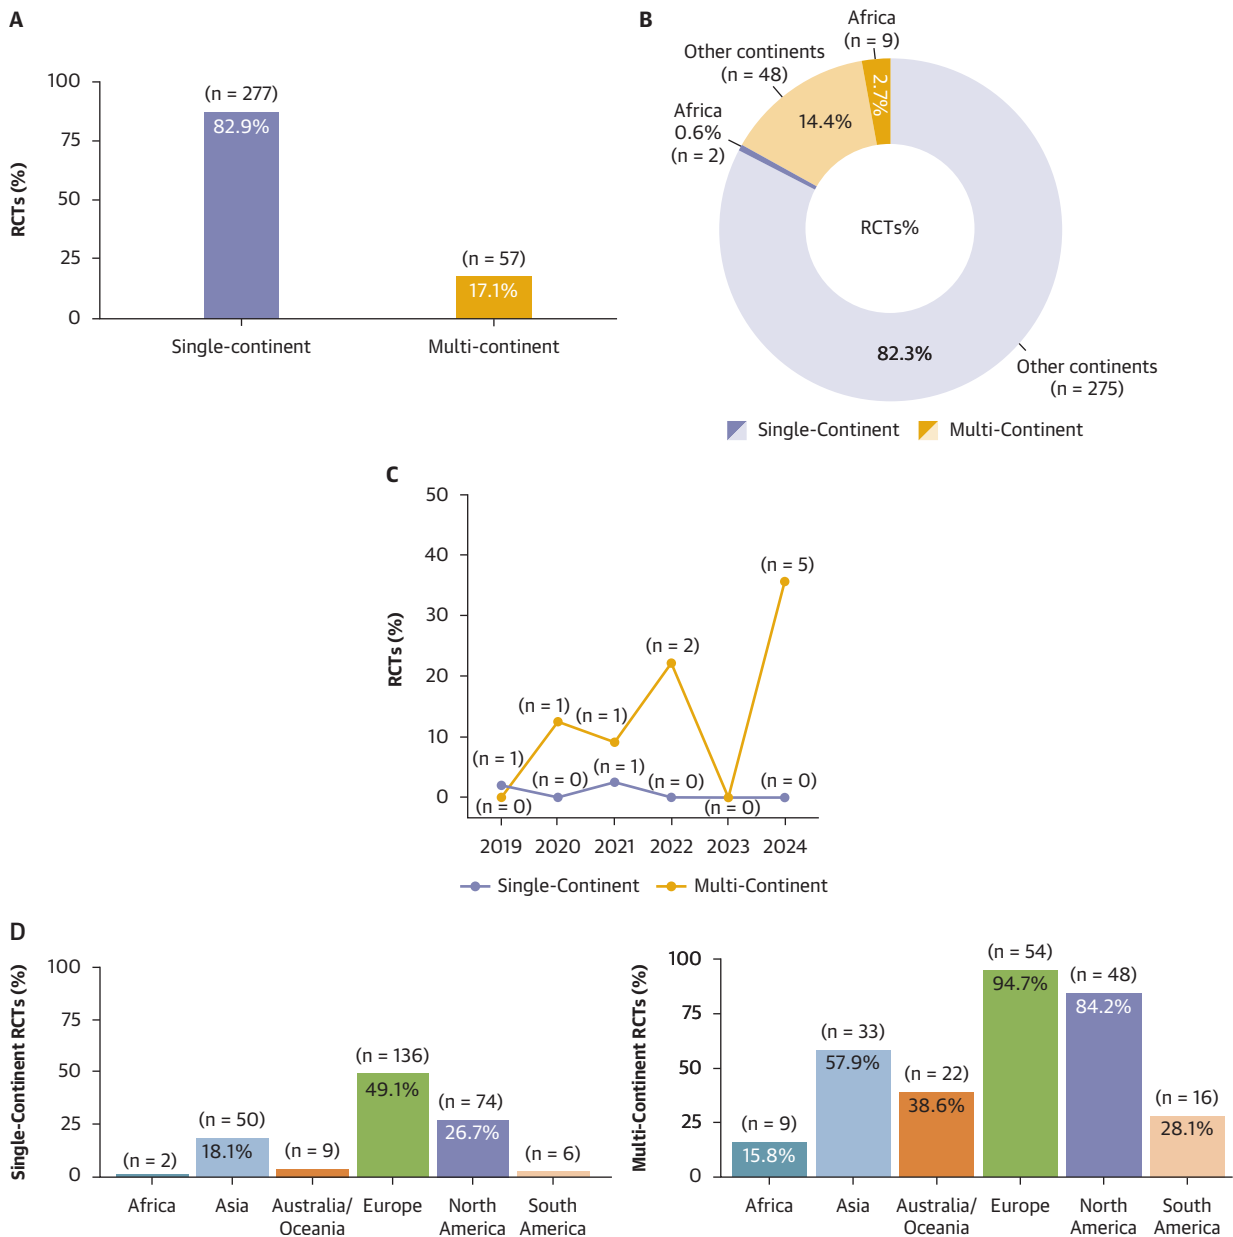 A
RCTs (%)
100
75
50
25
0
(n = 277)
82.9%
(n = 57)
17.1%
Single-continent
Multi-continent
B
Africa
(n = 9)
2.7%
Other continents
(n = 48)
14.4%
Africa
0.6%
(n = 2)
RCTs%
82.3%
Other continents
(n = 275)
Single-Continent
Multi-Continent
C
RCTs (%)
50
40
30
20
10
0
(n = 1)
(n = 0)
(n = 1)
(n = 0)
(n = 1)
(n = 1)
(n = 2)
(n = 0)
(n = 0)
(n = 5)
(n = 0)
2019
2020
2021
2022
2023
2024
Single-Continent
Multi-Continent
D
Single-Continent RCTs (%)
100
75
50
25
0
(n = 2)
(n = 50)
18.1%
(n = 9)
(n = 136)
49.1%
(n = 74)
26.7%
(n = 6)
Africa
Asia
Australia/
Oceania
Europe
North
America
South
America
Multi-Continent RCTs (%)
100
75
50
25
0
(n = 9)
15.8%
(n = 33)
57.9%
(n = 22)
38.6%
(n = 54)
94.7%
(n = 48)
84.2%
(n = 16)
28.1%
Africa
Asia
Australia/
Oceania
Europe
North
America
South
America